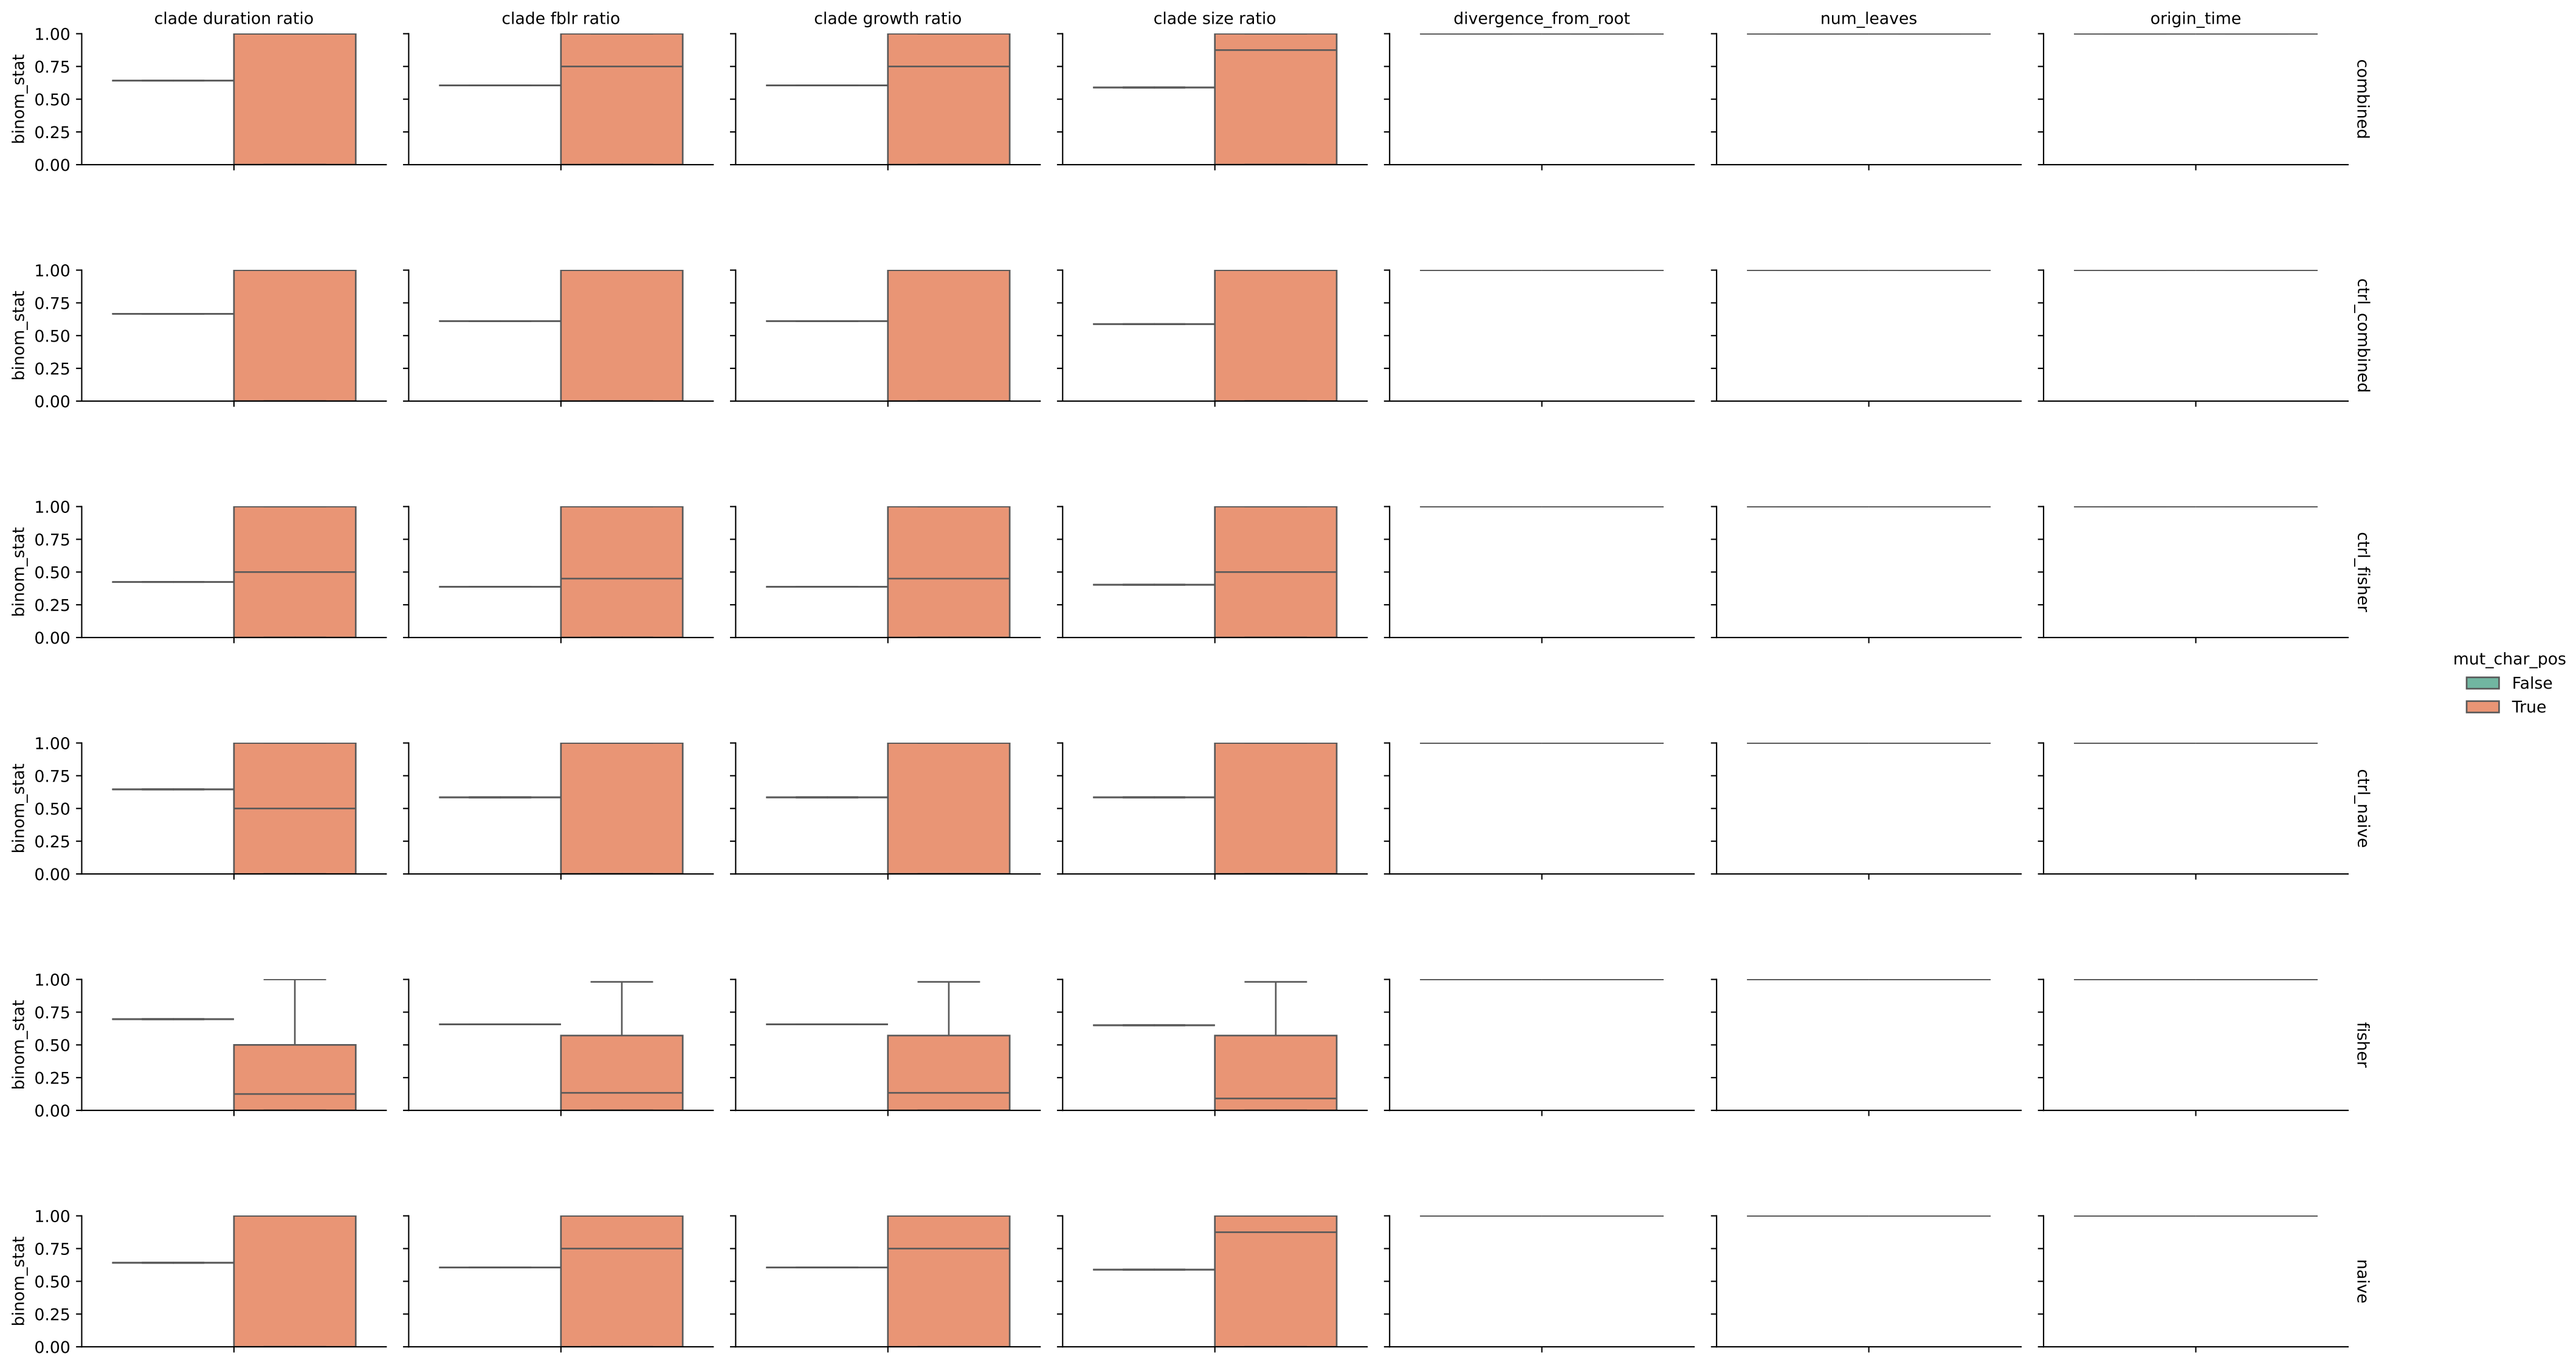 clade duration ratio clade fblr ratio clade growth ratio clade size ratio divergence_from_root num_leaves origin_time
binom_stat
1.00
0.75
0.50
0.25
0.00
combined
binom_stat
1.00
0.75
0.50
0.25
0.00
ctrl_combined
binom_stat
1.00
0.75
0.50
0.25
0.00
ctrl_fisher
mut_char_pos
False
True
binom_stat
1.00
0.75
0.50
0.25
0.00
ctrl_naive
binom_stat
1.00
0.75
0.50
0.25
0.00
fisher
binom_stat
1.00
0.75
0.50
0.25
0.00
naive